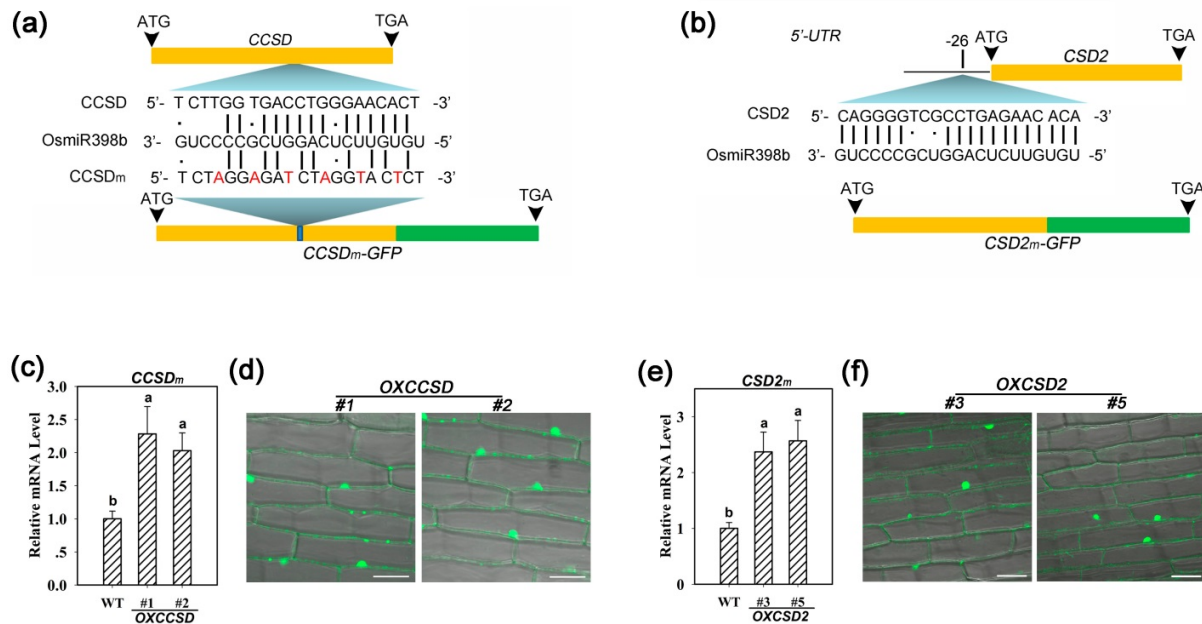 (a)
ATG
CCSD
TGA
CCSD 5'- T CTTGG TGACCTGGGAACACT -3'
OsmiR398b 3'- GUCCCCGCUGGACUCUUGUGU -5'
CCSDm 5'- T CTAGGAGAT CTAGGTACTCT -3'
ATG
TGA
CCSDm-GFP
(b)
5'-UTR
-26
ATG
CSD2
TGA
CSD2 5'- CAGGGGTCGCCTGAGAAC ACA -3'
OsmiR398b 3'- GUCCCCGCUGGACUCUUGUGU -5'
ATG
TGA
CSD2m-GFP
(c)
CCSDm
Relative mRNA Level
3.0
2.5
2.0
1.5
1.0
.5
0.0
b
a
a
WT #1 #2
OXCCSD
(d)
OXCCSD
#1 #2
(e)
CSD2m
Relative mRNA Level
3
2
1
0
b
a
a
WT #3 #5
OXCSD2
(f)
OXCSD2
#3 #5